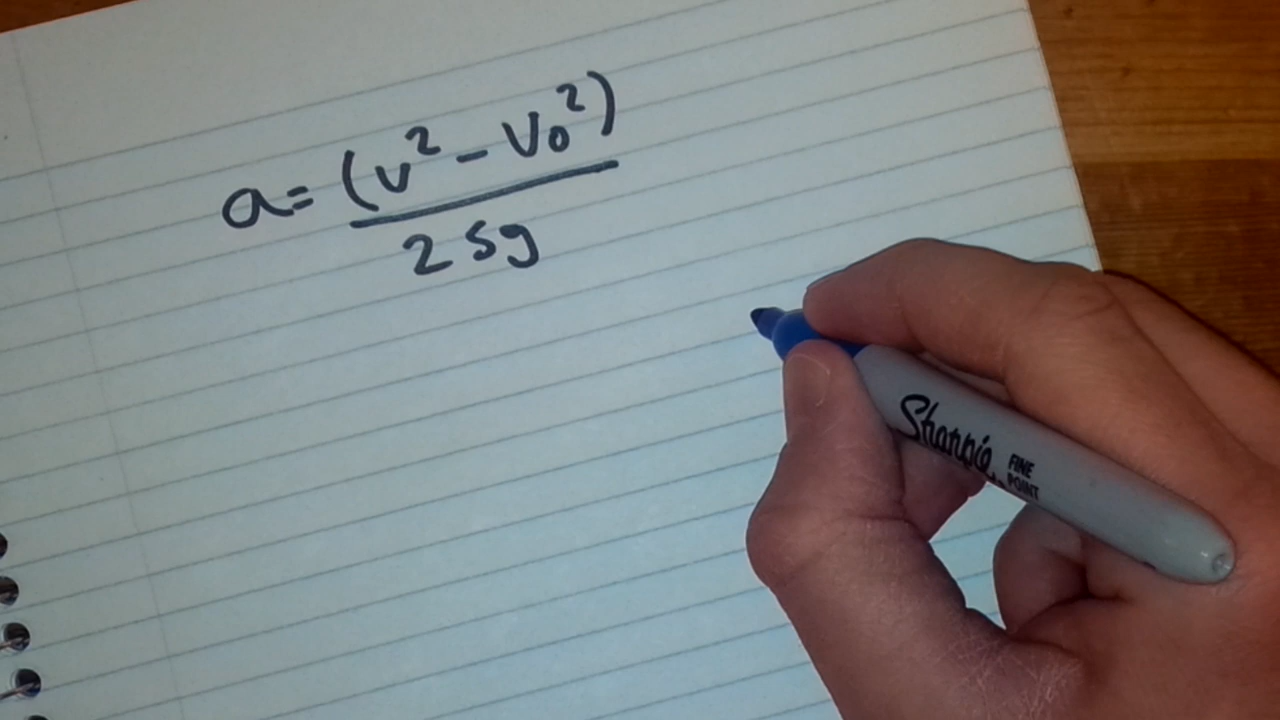 a = (v² - v₀²)
2sg
Sharpie
FINE
POINT